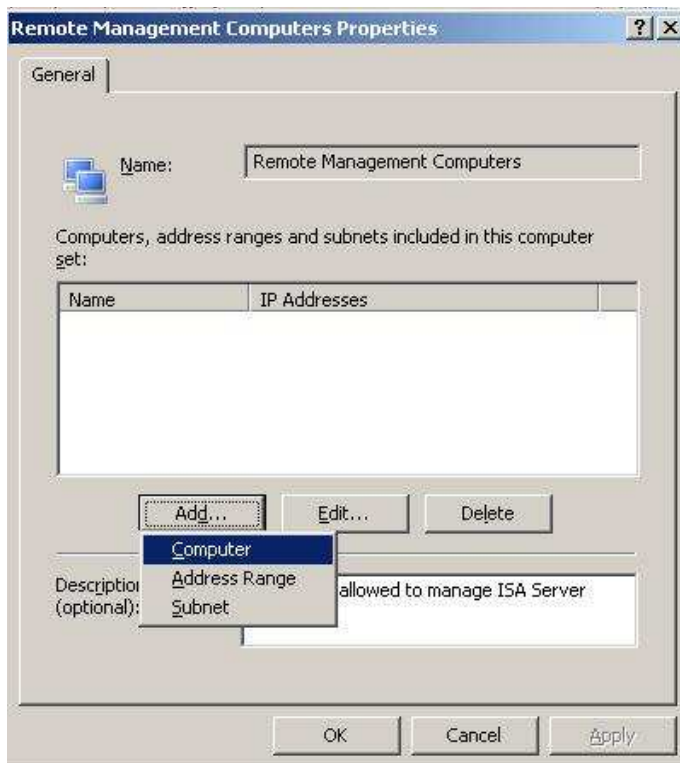 Remote Management Computers Properties
General
Name: Remote Management Computers
Computers, address ranges and subnets included in this computer
set:
Name IP Addresses
Add... Edit... Delete
Computer
Address Range
Subnet
(optional):
allowed to manage ISA Server
OK Cancel Apply